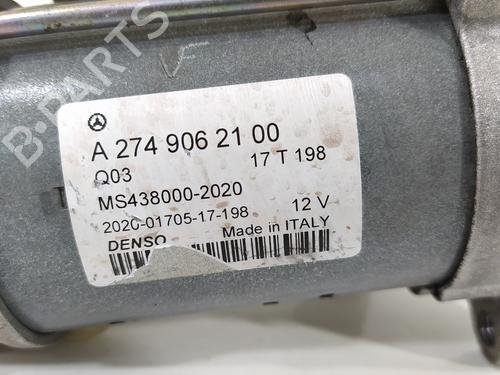 B-PARTS
A 274 906 21 00
Q03 17 T 198
MS438000-2020
2020-01705-17-198 12 V
DENSO Made in ITALY